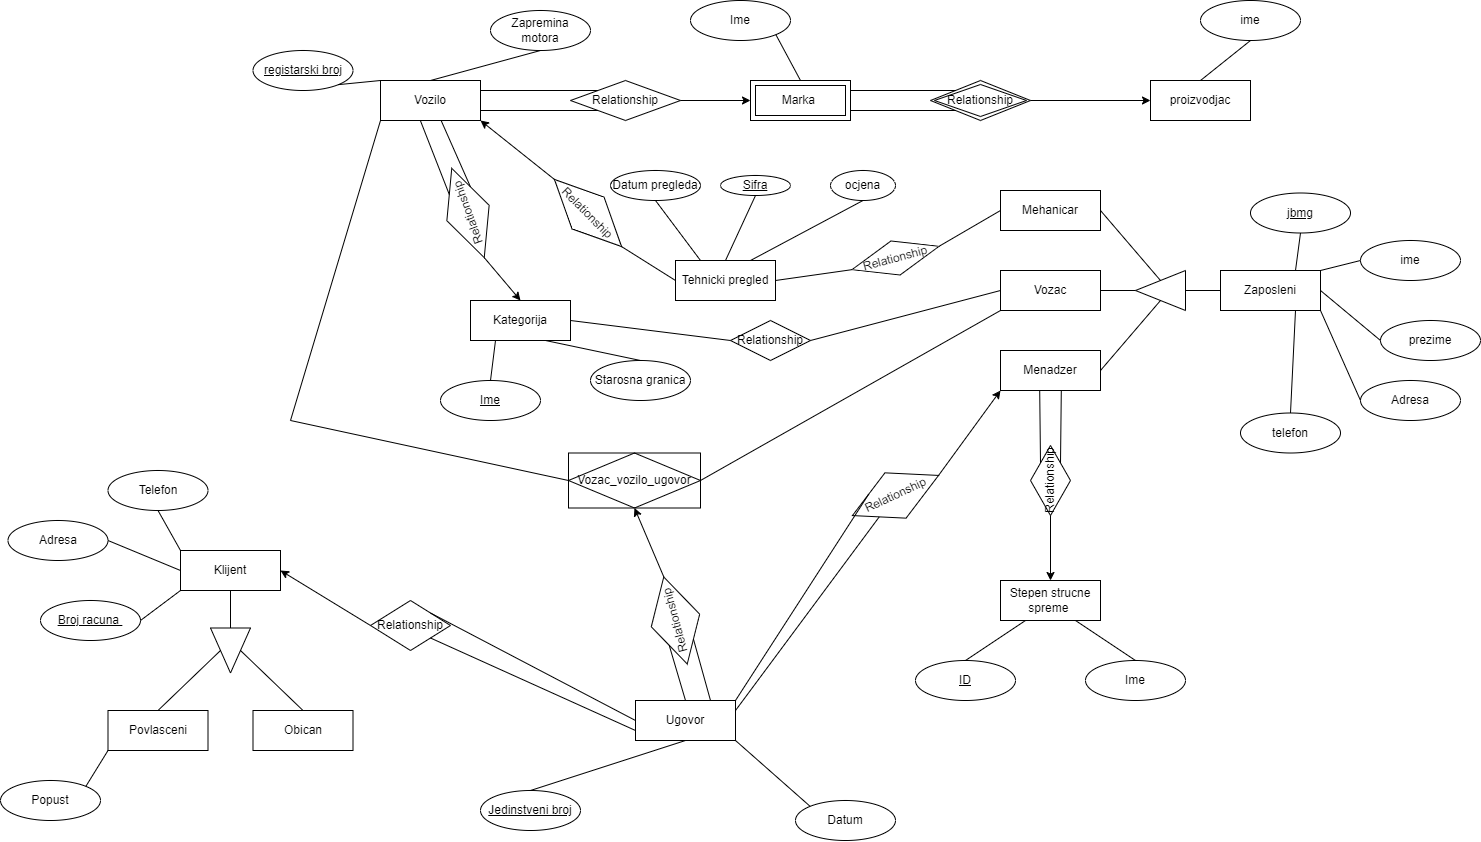 Zapremina
motora
Ime
ime
registarski broj
Vozilo
Relationship
Marka
Relationship
proizvodjac
Relationship
Relationship
Datum pregleda
Sifra
ocjena
Mehanicar
jbmg
Relationship
ime
Tehnicki pregled
Vozac
Zaposleni
Kategorija
Relationship
prezime
Menadzer
Starosna granica
Ime
Adresa
telefon
Vozac_vozilo_ugovor
Relationship
Relationship
Telefon
Adresa
Klijent
Stepen strucne
spreme
Broj racuna
Relationship
Relationship
ID
Ime
Povlasceni
Obican
Ugovor
Popust
Jedinstveni broj
Datum